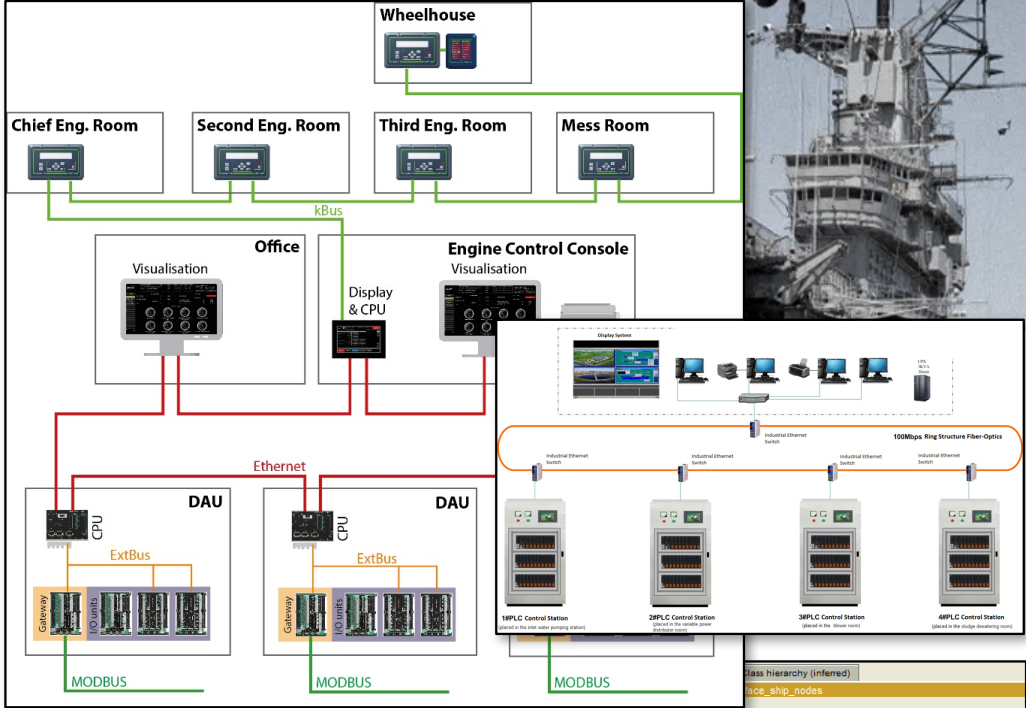 Wheelhouse
Chief Eng. Room
Second Eng. Room
Third Eng. Room
Mess Room
kBus
Office
Visualisation
Engine Control Console
Visualisation
Display
& CPU
Ethernet
DAU
CPU
ExtBus
Gateway
I/O units
MODBUS
DAU
CPU
ExtBus
Gateway
I/O units
MODBUS
MODBUS
Display System
UPS
Industrial Ethernet
Switch
100Mbps Ring Structure Fiber-Optics
Industrial Ethernet
Switch
Industrial Ethernet
Switch
Industrial Ethernet
Switch
Industrial Ethernet
Switch
1#PLC Control Station
(placed in the inlet water pumping station)
2#PLC Control Station
(placed in the variable power
distributor room)
3#PLC Control Station
(placed in the blower room)
4#PLC Control Station
(placed in the sludge dewatering room)
Class hierarchy (inferred)
face_ship_nodes